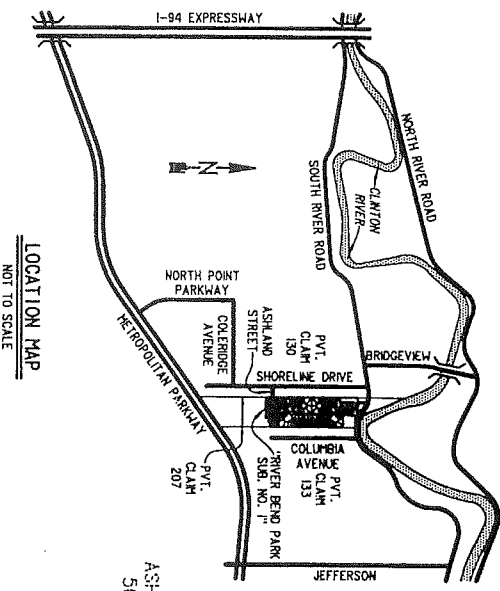 I-94 EXPRESSWAY
NORTH RIVER ROAD
CLINTON
RIVER
SOUTH RIVER ROAD
N
BRIDGEVIEW
NORTH POINT
PARKWAY
COLERIDGE
AVENUE
ASHLAND
STREET
PVT.
CLAIM
130
SHORELINE DRIVE
METROPOLITAN PARKWAY
COLUMBIA
AVENUE
PVT.
CLAIM
133
"RIVER BEND PARK
SUB. NO. 1"
PVT.
CLAIM
207
JEFFERSON
LOCATION MAP
NOT TO SCALE